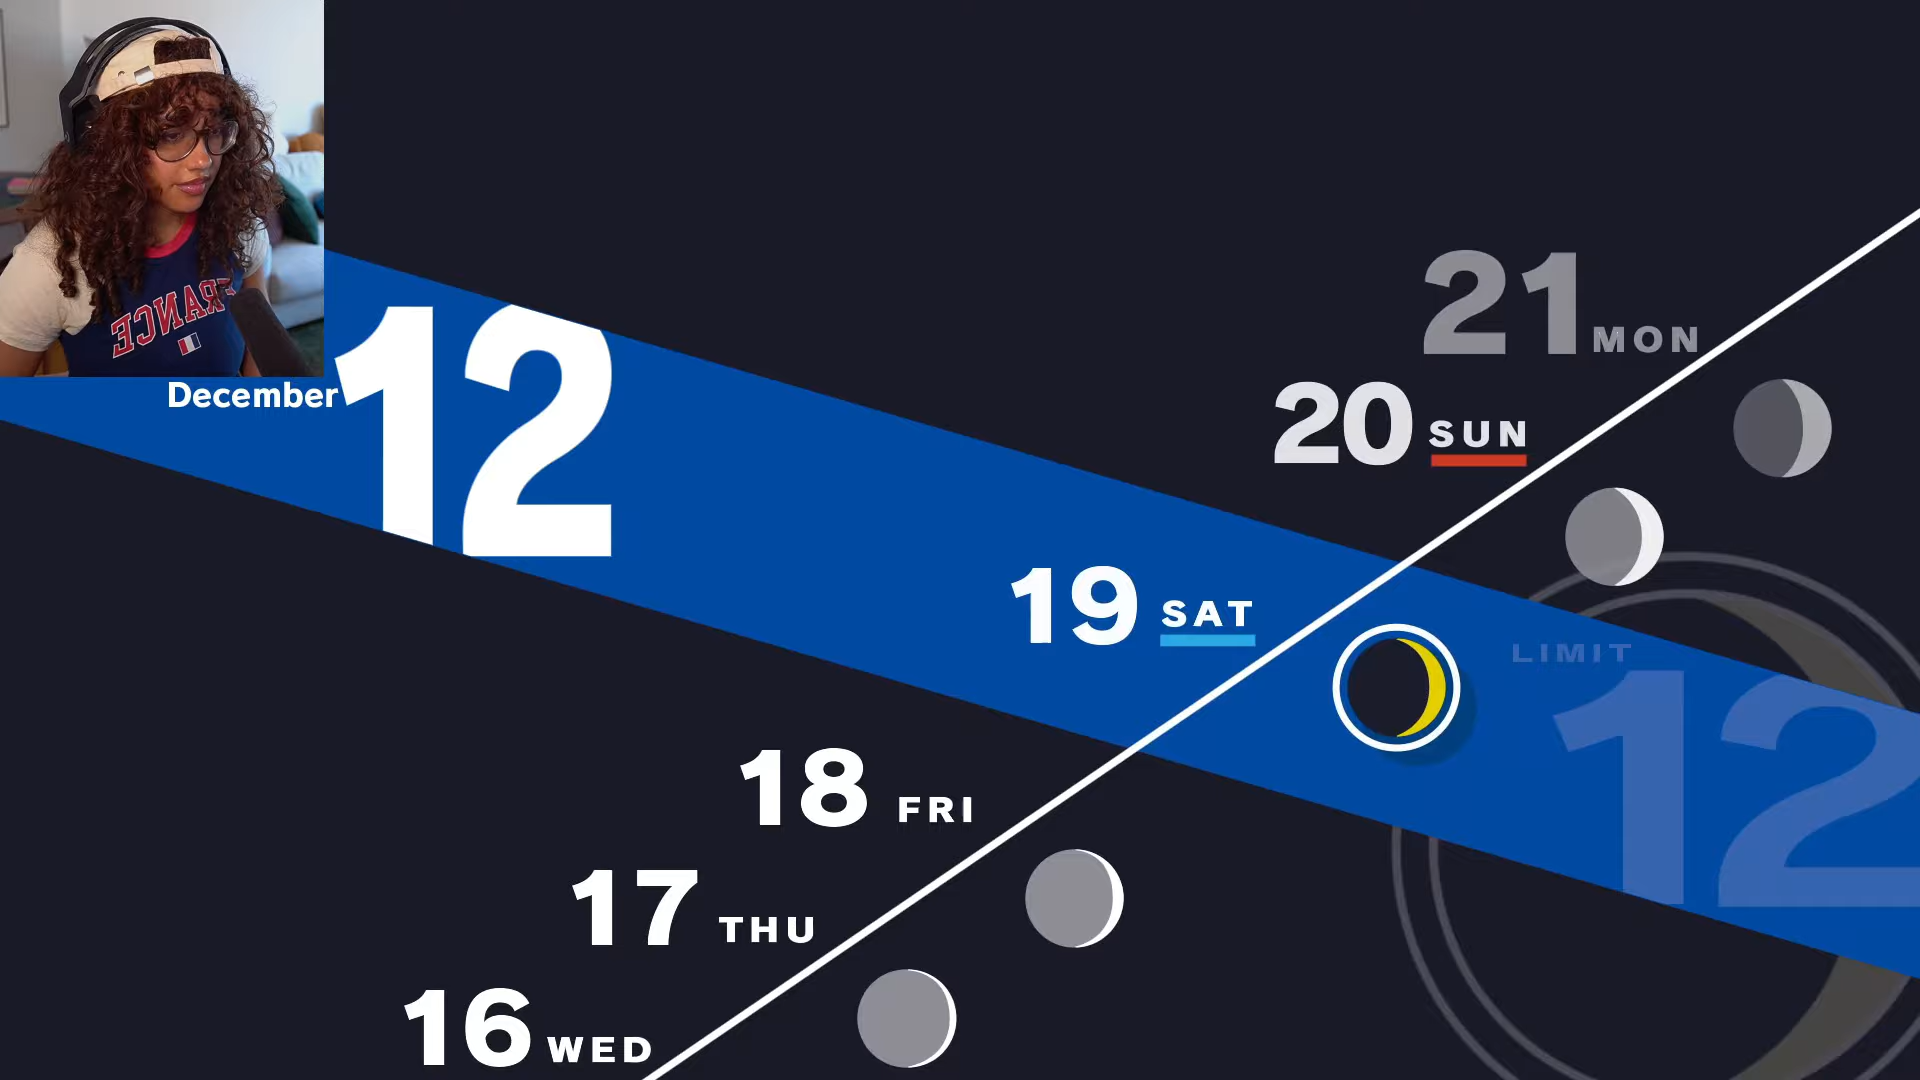 FRANCE
December
12
21 MON
20 SUN
19 SAT
LIMIT
12
18 FRI
17 THU
16 WED